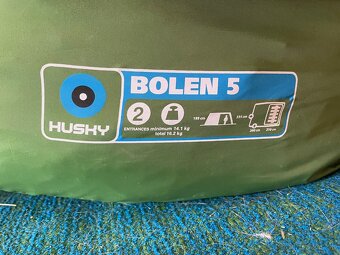 HUSKY
BOLEN 5
2
ENTRANCES minimum 14.1 kg
total 16.2 kg